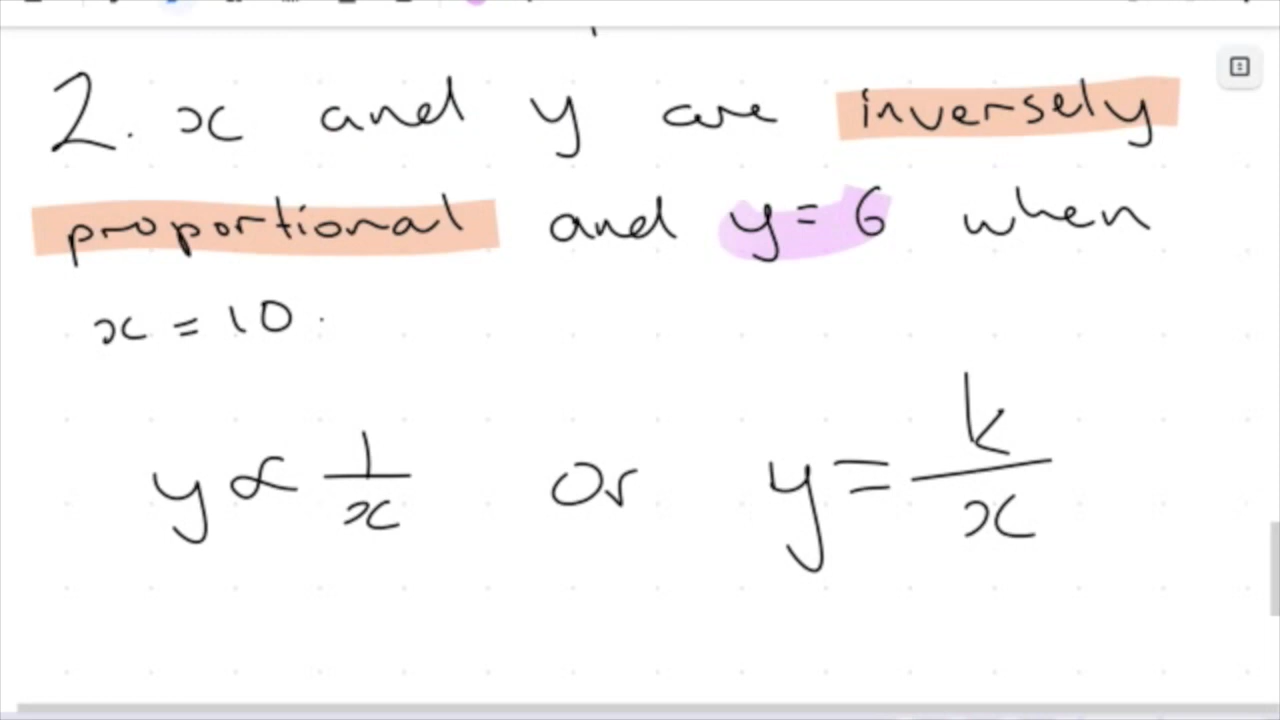 2. x and y are inversely
proportional and y = 6 when
x = 10.
y ∝ 1/x or y = k/x